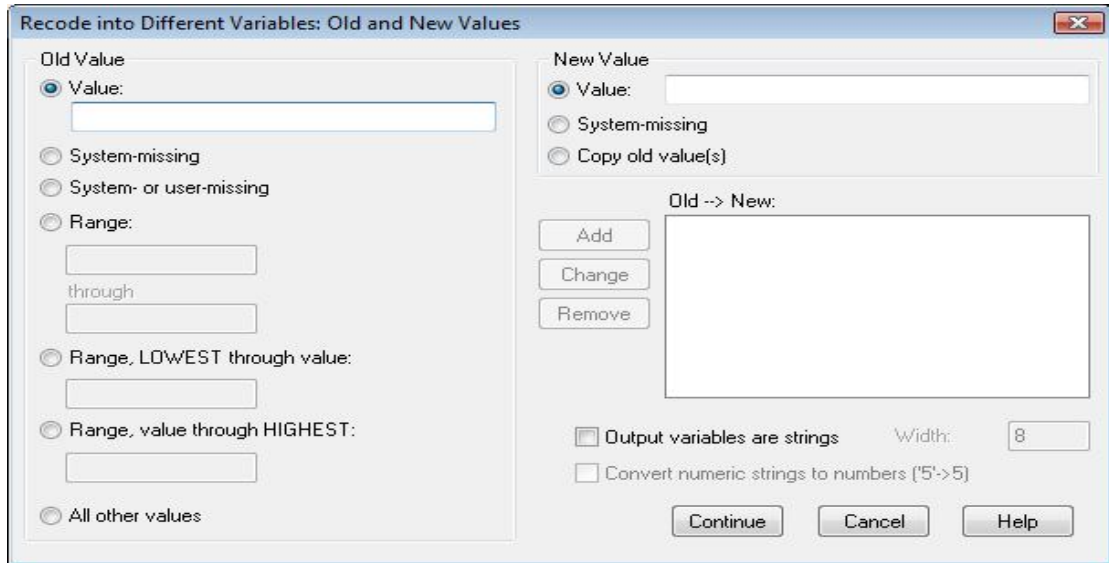 Recode into Different Variables: Old and New Values
Old Value
Value:
System-missing
System- or user-missing
Range:
through
Range, LOWEST through value:
Range, value through HIGHEST:
All other values
New Value
Value:
System-missing
Copy old value(s)
Old --> New:
Add
Change
Remove
Output variables are strings Width: 8
Convert numeric strings to numbers ('5'->5)
Continue Cancel Help